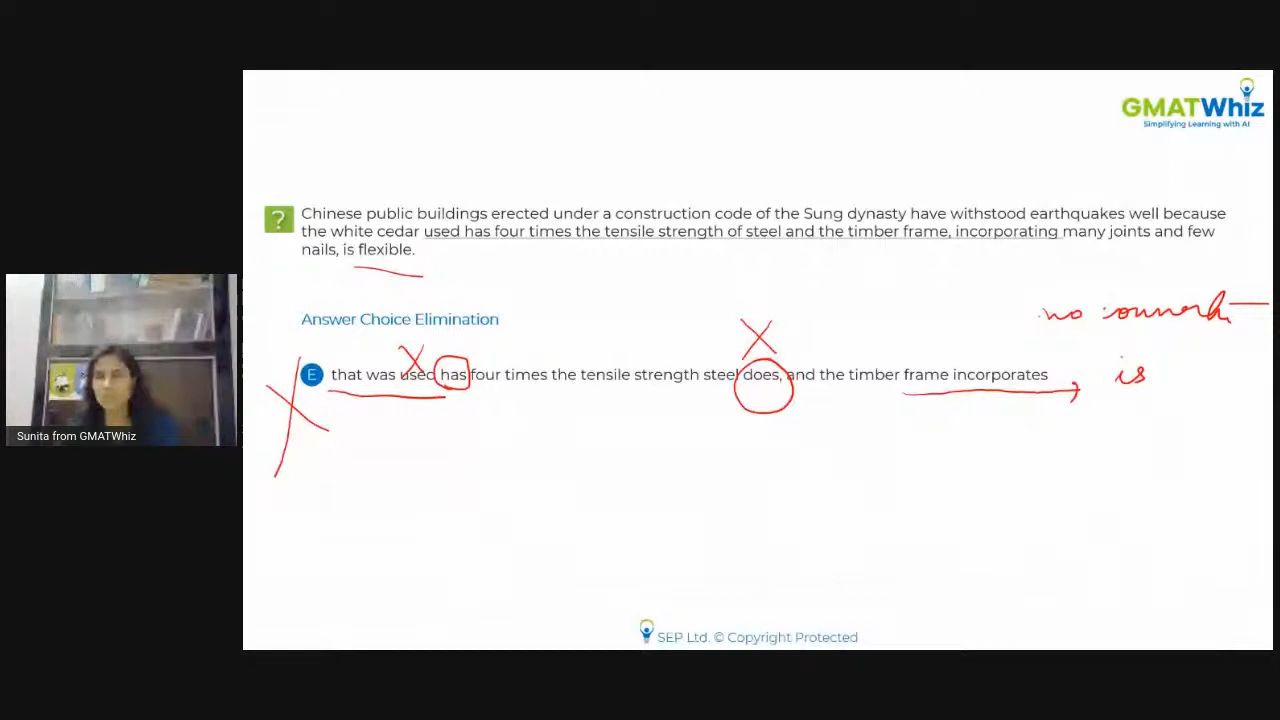 GMATWhiz
Simplifying Learning with AI
? Chinese public buildings erected under a construction code of the Sung dynasty have withstood earthquakes well because
the white cedar used has four times the tensile strength of steel and the timber frame, incorporating many joints and few
nails, is flexible.
Answer Choice Elimination
no
E that was used has four times the tensile strength steel does, and the timber frame incorporates
is
Sunita from GMATWhiz
SEP Ltd. © Copyright Protected